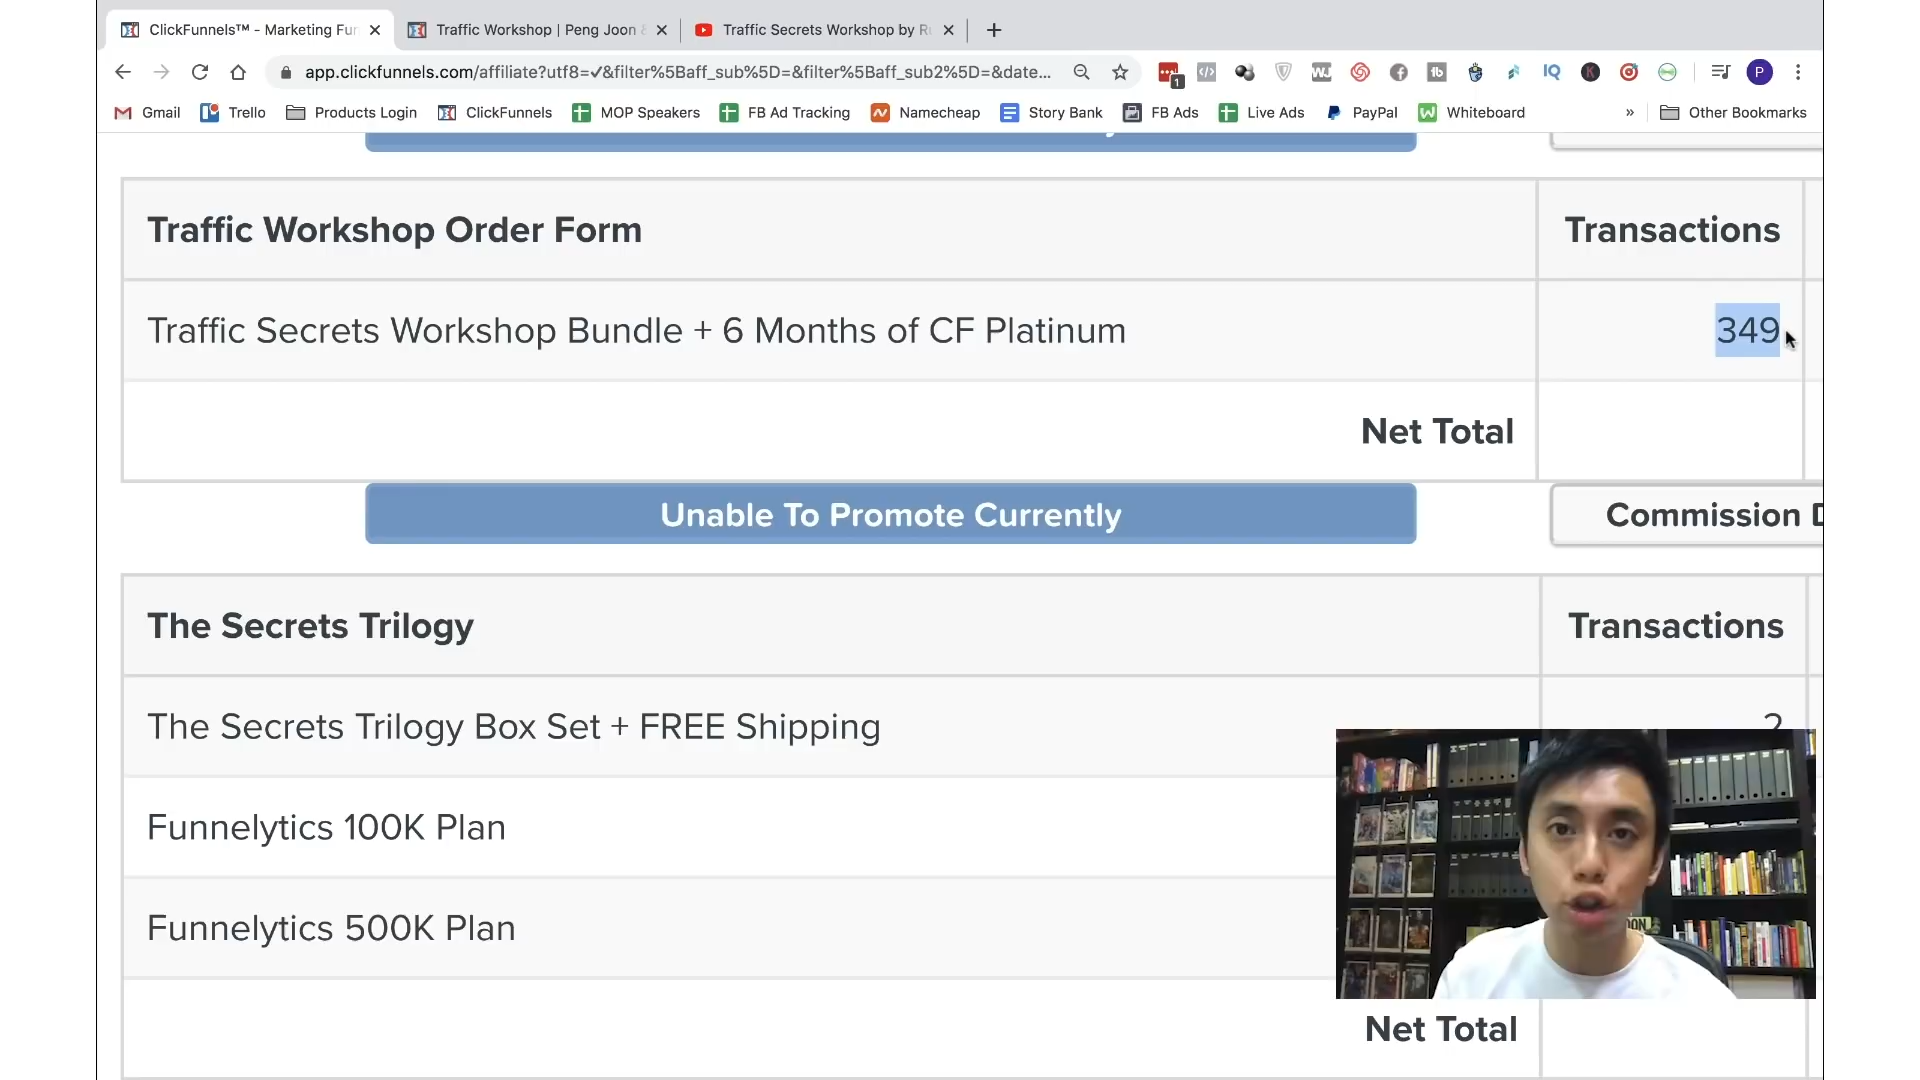 ClickFunnels™ - Marketing Fun
Traffic Workshop | Peng Joon
Traffic Secrets Workshop by R
app.clickfunnels.com/affiliate?utf8=✓&filter%5Baff_sub%5D=&filter%5Baff_sub2%5D=&date...
1
IQ
P
Gmail
Trello
Products Login
ClickFunnels
MOP Speakers
FB Ad Tracking
Namecheap
Story Bank
FB Ads
Live Ads
PayPal
Whiteboard
»
Other Bookmarks
Traffic Workshop Order Form
Transactions
Traffic Secrets Workshop Bundle + 6 Months of CF Platinum
349
Net Total
Unable To Promote Currently
Commission
The Secrets Trilogy
Transactions
The Secrets Trilogy Box Set + FREE Shipping
2
Funnelytics 100K Plan
Funnelytics 500K Plan
Net Total